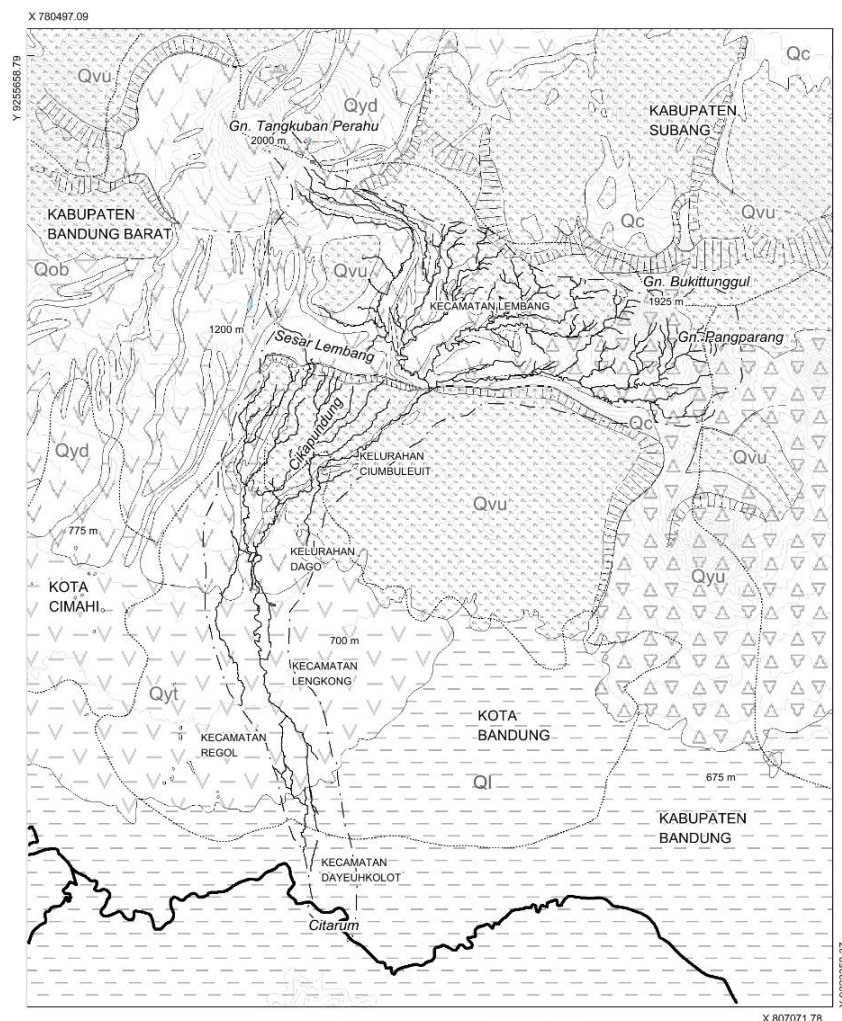 X 780497.09
Y 9255658.79
Qc
Qvu
Qyd
KABUPATEN
SUBANG
Gn. Tangkuban Perahu
2000 m
KABUPATEN
BANDUNG BARAT
Qc
Qvu
Qob
Qvu
Gn. Bukittunggul
1925 m
KECAMATAN LEMBANG
1200 m
Sesar Lembang
Gn. Pangparang
Qc
Cikapundung
Qyd
KELURAHAN
CIUMBULEUIT
Qvu
Qvu
775 m
KELURAHAN
DAGO
Qyu
KOTA
CIMAHI
700 m
KECAMATAN
LENGKONG
Qyt
KOTA
BANDUNG
KECAMATAN
REGOL
675 m
Ql
KABUPATEN
BANDUNG
KECAMATAN
DAYEUHKOLOT
Citarum
X 807071.78